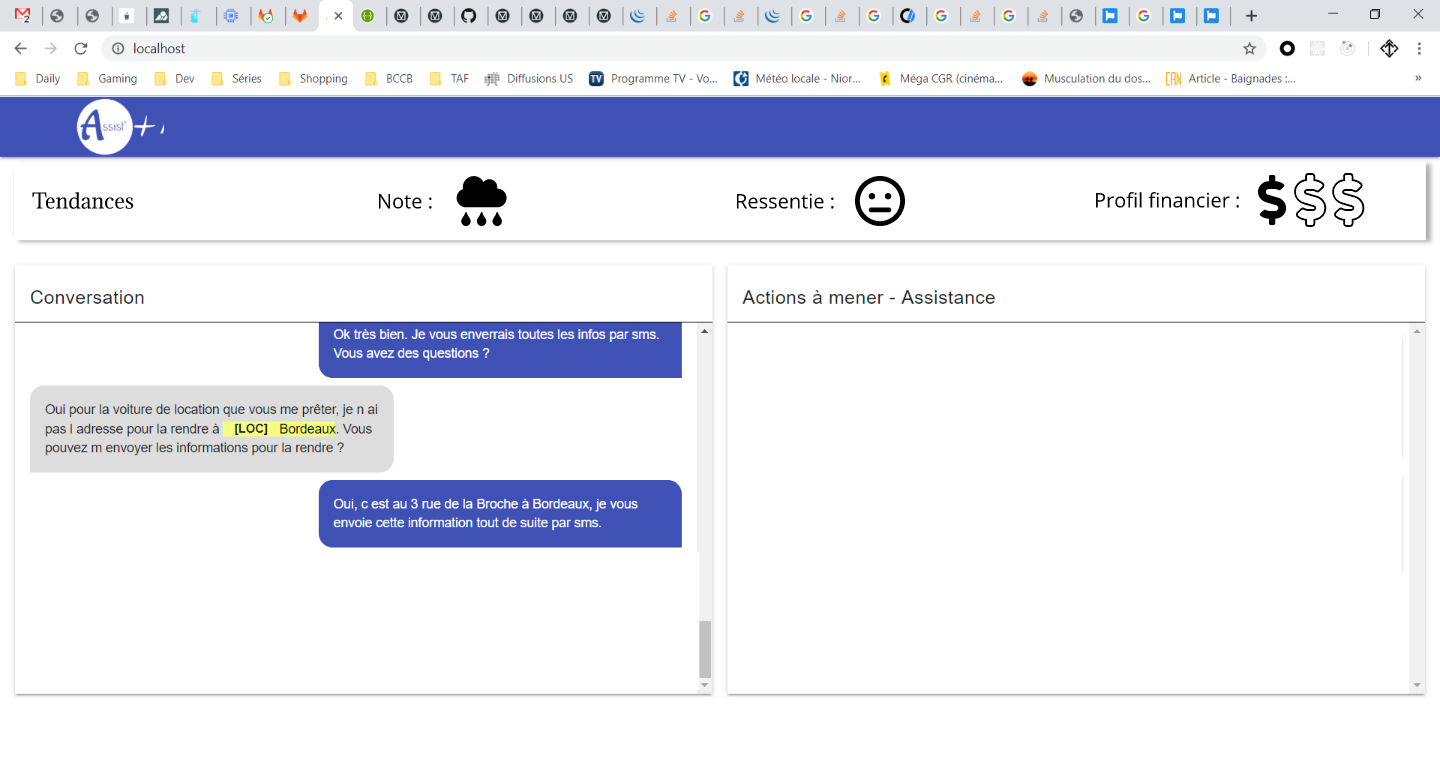 2
localhost
Daily
Gaming
Dev
Séries
Shopping
BCCB
TAF
Diffusions US
TV
Programme TV - Vo...
Météo locale - Nior...
Méga CGR (cinéma...
Musculation du dos...
CAN
Article - Baignades :...
»
Assist' +
Tendances
Note :
Ressentie :
Profil financier :
$ $ $
Conversation
Ok très bien. Je vous enverrais toutes les infos par sms.
Vous avez des questions ?
Oui pour la voiture de location que vous me prêter, je n ai
pas l adresse pour la rendre à [LOC] Bordeaux. Vous
pouvez m envoyer les informations pour la rendre ?
Oui, c est au 3 rue de la Broche à Bordeaux, je vous
envoie cette information tout de suite par sms.
Actions à mener - Assistance